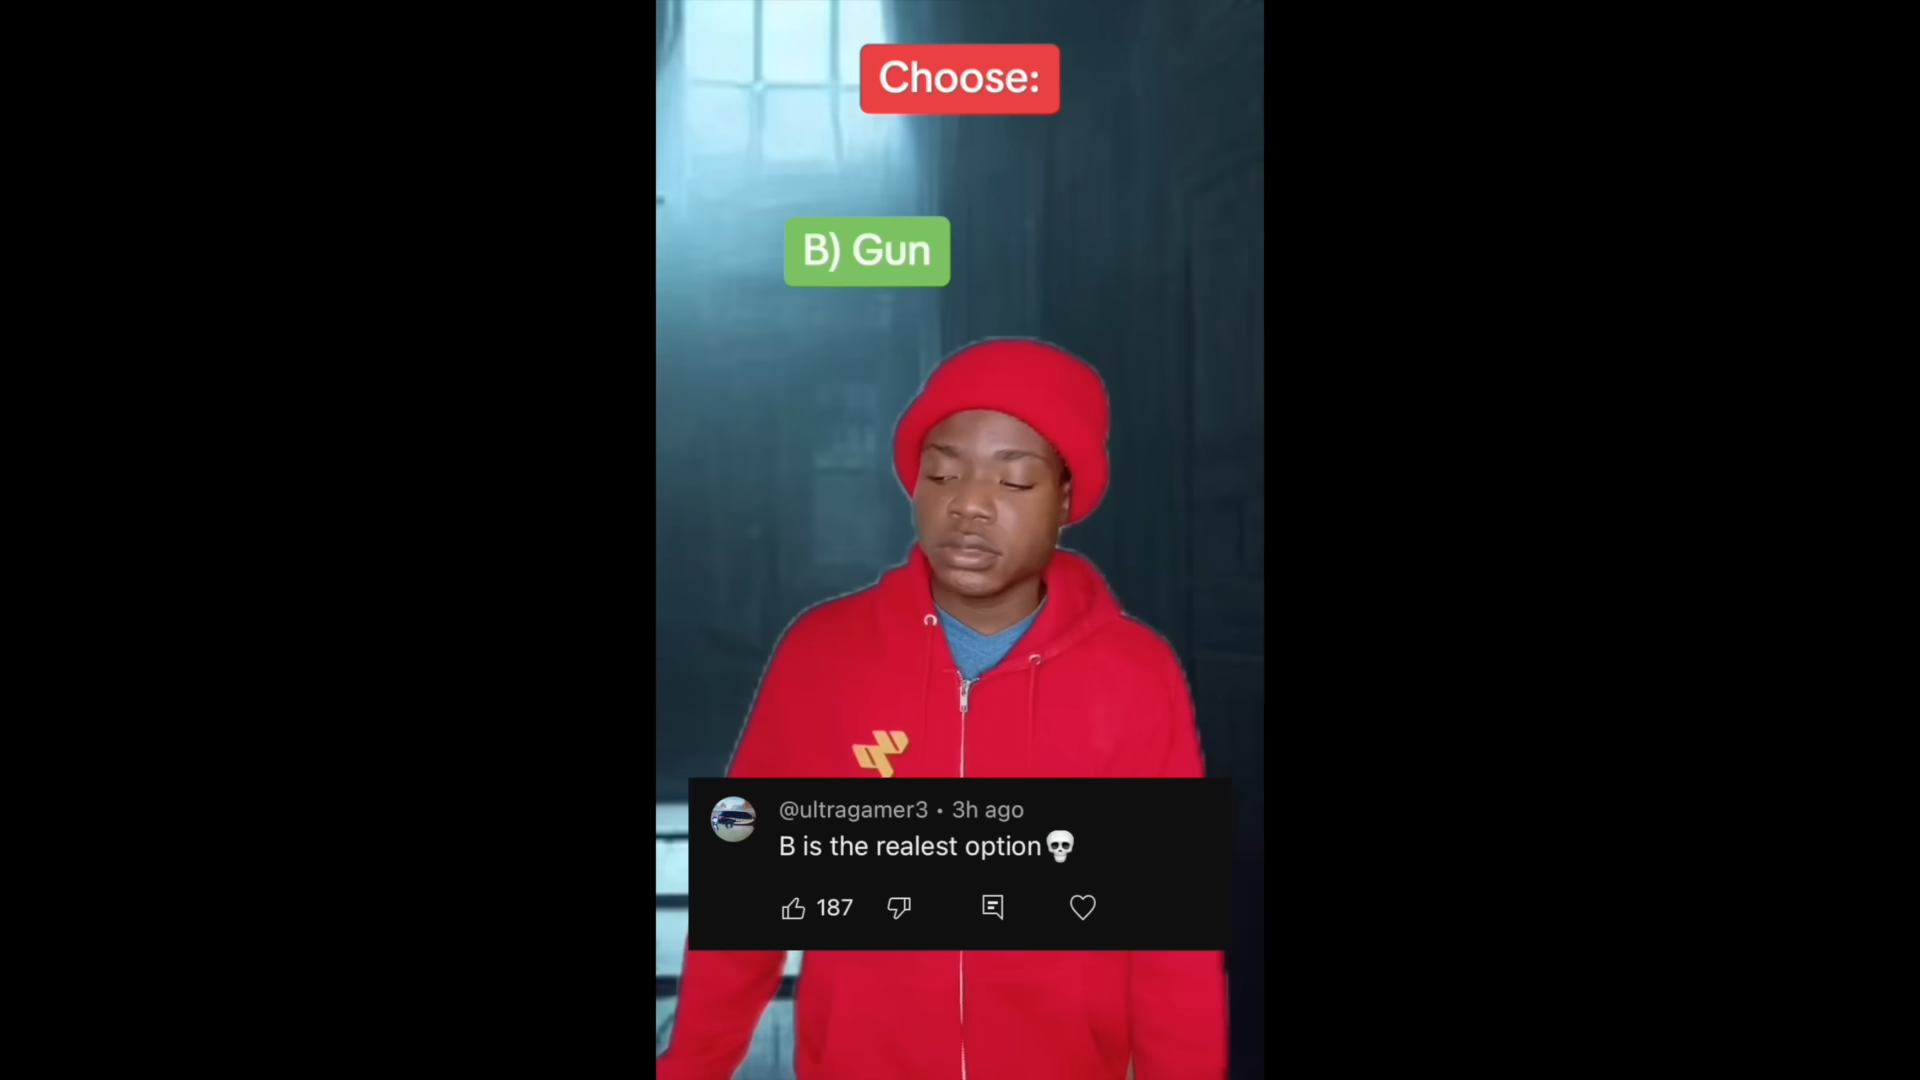 Choose:
B) Gun
@ultragamer3 • 3h ago
B is the realest option💀
187